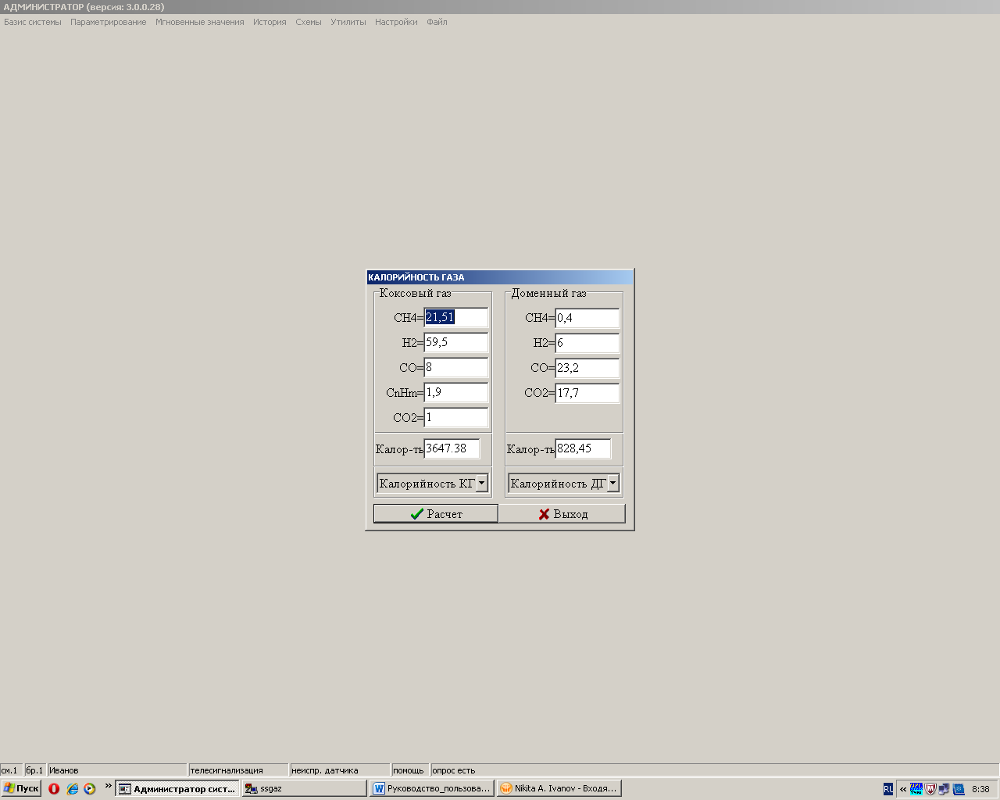 АДМИНИСТРАТОР (версия: 3.0.0.28)
Базис системы Параметрирование Мгновенные значения История Схемы Утилиты Настройки Файл
КАЛОРИЙНОСТЬ ГАЗА
Коксовый газ
CH4= 21,51
H2= 59,5
CO= 8
CnHm= 1,9
CO2= 1
Калор-ть 3647.38
Калорийность КГ
Доменный газ
CH4= 0,4
H2= 6
CO= 23,2
CO2= 17,7
Калор-ть 828,45
Калорийность ДГ
Расчет Выход
см.1 бр.1 Иванов телесигнализация неиспр. датчика помощь опрос есть
Пуск » Администратор сист... ssgaz Руководство_пользова... Nikita A. Ivanov - Входя... RU « 8:38